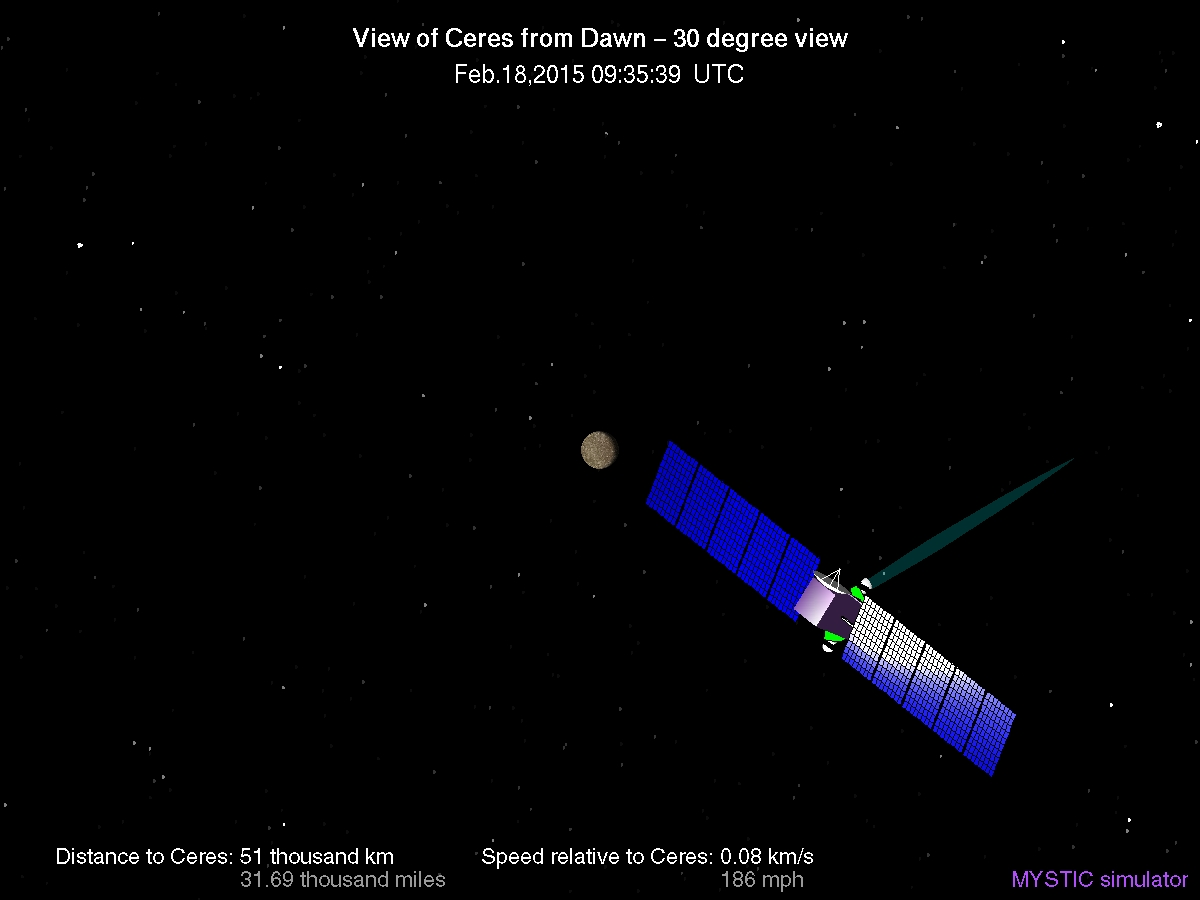 View of Ceres from Dawn – 30 degree view
Feb.18,2015 09:35:39 UTC
Distance to Ceres: 51 thousand km
31.69 thousand miles
Speed relative to Ceres: 0.08 km/s
186 mph
MYSTIC simulator